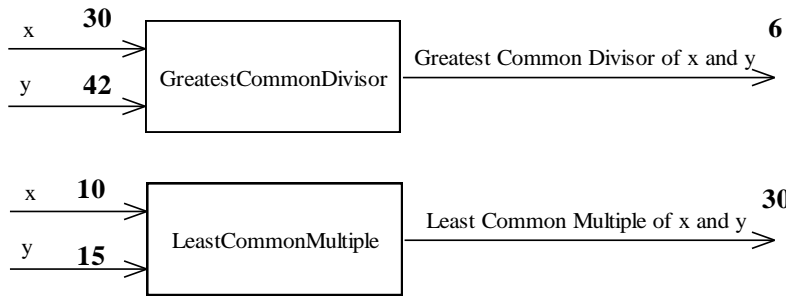 x 30
y 42
GreatestCommonDivisor
Greatest Common Divisor of x and y
6
x 10
y 15
LeastCommonMultiple
Least Common Multiple of x and y
30